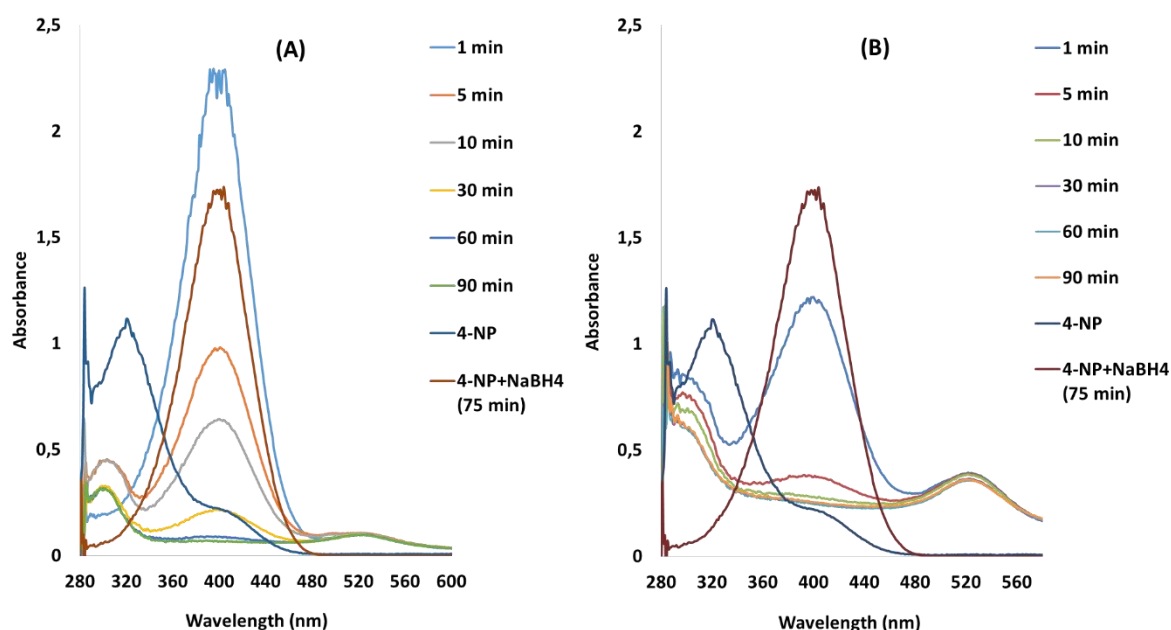 (A)
2,5
2
1,5
1
0,5
0
Absorbance
280 320 360 400 440 480 520 560 600
Wavelength (nm)
1 min
5 min
10 min
30 min
60 min
90 min
4-NP
4-NP+NaBH4
(75 min)
(B)
2,5
2
1,5
1
0,5
0
Absorbance
280 320 360 400 440 480 520 560
Wavelength (nm)
1 min
5 min
10 min
30 min
60 min
90 min
4-NP
4-NP+NaBH4
(75 min)